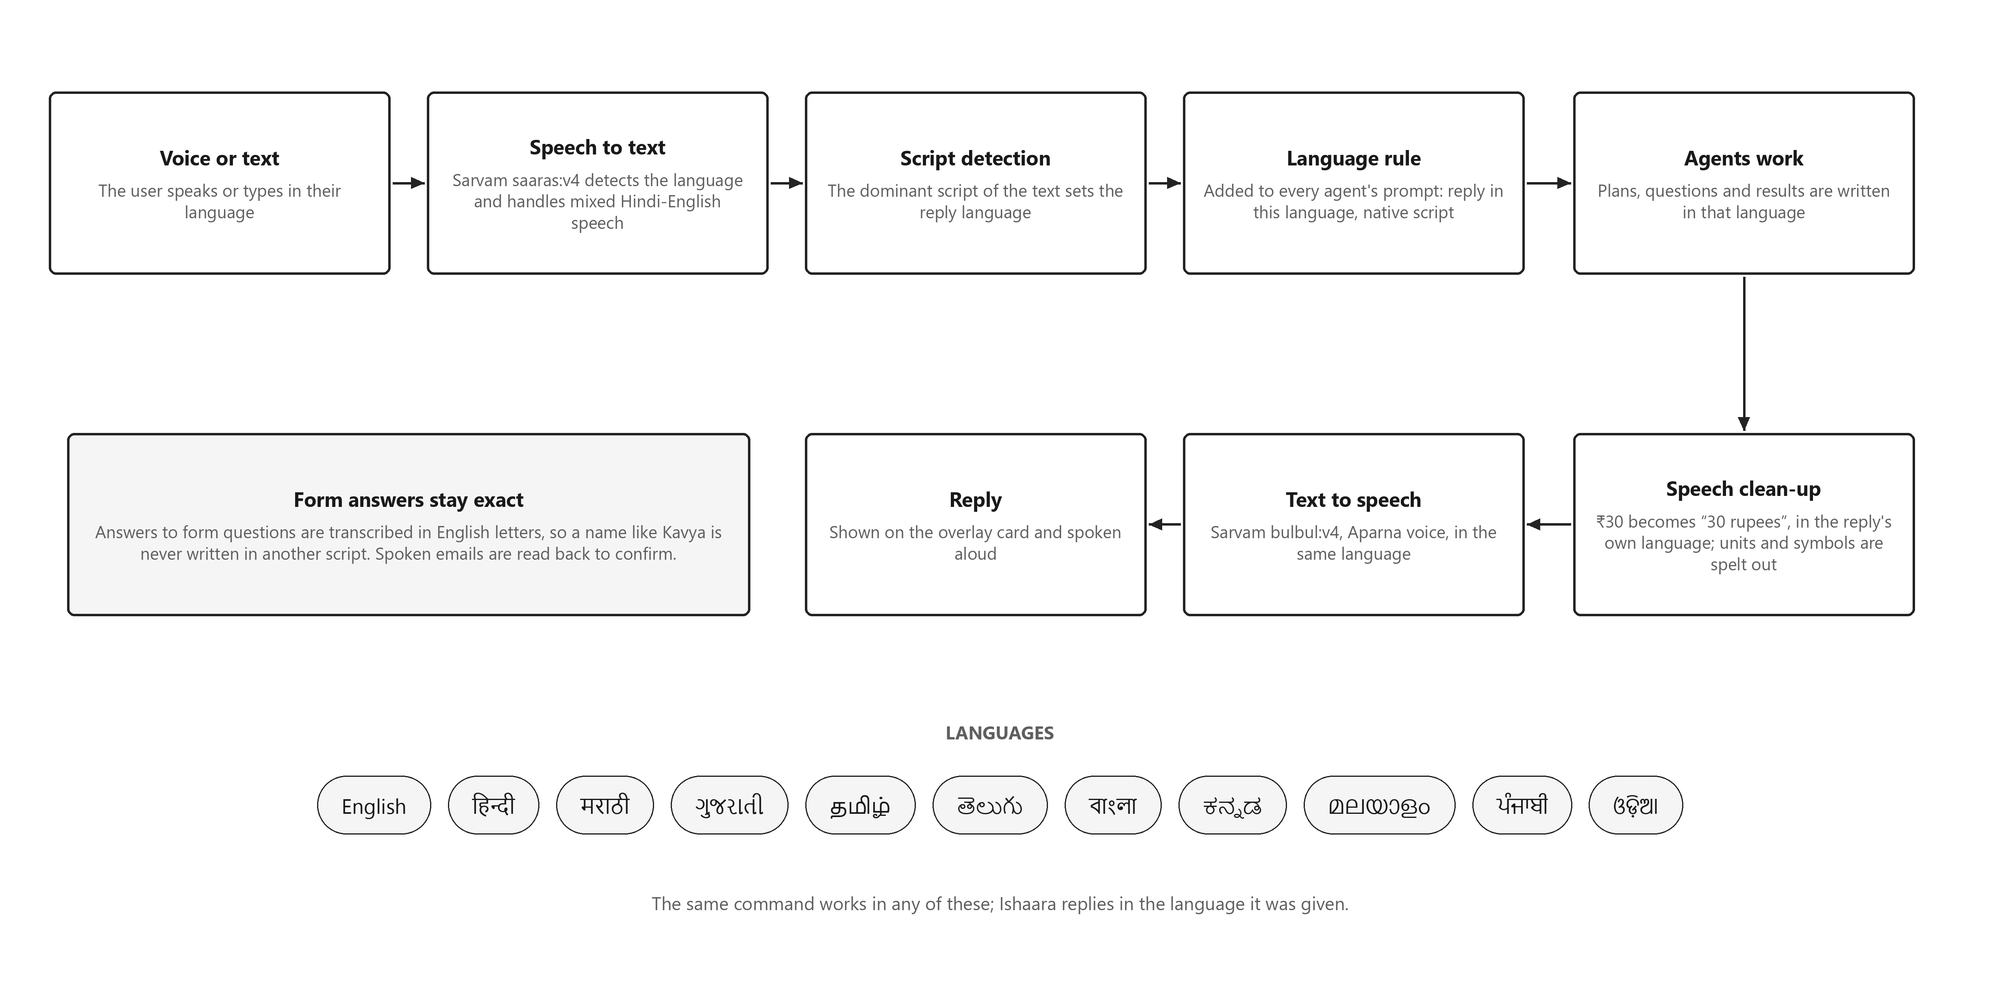 Voice or text
The user speaks or types in their
language
Speech to text
Sarvam saaras:v4 detects the language
and handles mixed Hindi-English
speech
Script detection
The dominant script of the text sets the
reply language
Language rule
Added to every agent's prompt: reply in
this language, native script
Agents work
Plans, questions and results are written
in that language
Form answers stay exact
Answers to form questions are transcribed in English letters, so a name like Kavya is
never written in another script. Spoken emails are read back to confirm.
Reply
Shown on the overlay card and spoken
aloud
Text to speech
Sarvam bulbul:v4, Aparna voice, in the
same language
Speech clean-up
₹30 becomes “30 rupees”, in the reply's
own language; units and symbols are
spelt out
LANGUAGES
English
हिन्दी
मराठी
ગુજરાતી
தமிழ்
తెలుగు
বাংলা
ಕನ್ನಡ
മലയാളം
ਪੰਜਾਬੀ
ଓଡ଼ିଆ
The same command works in any of these; Ishaara replies in the language it was given.